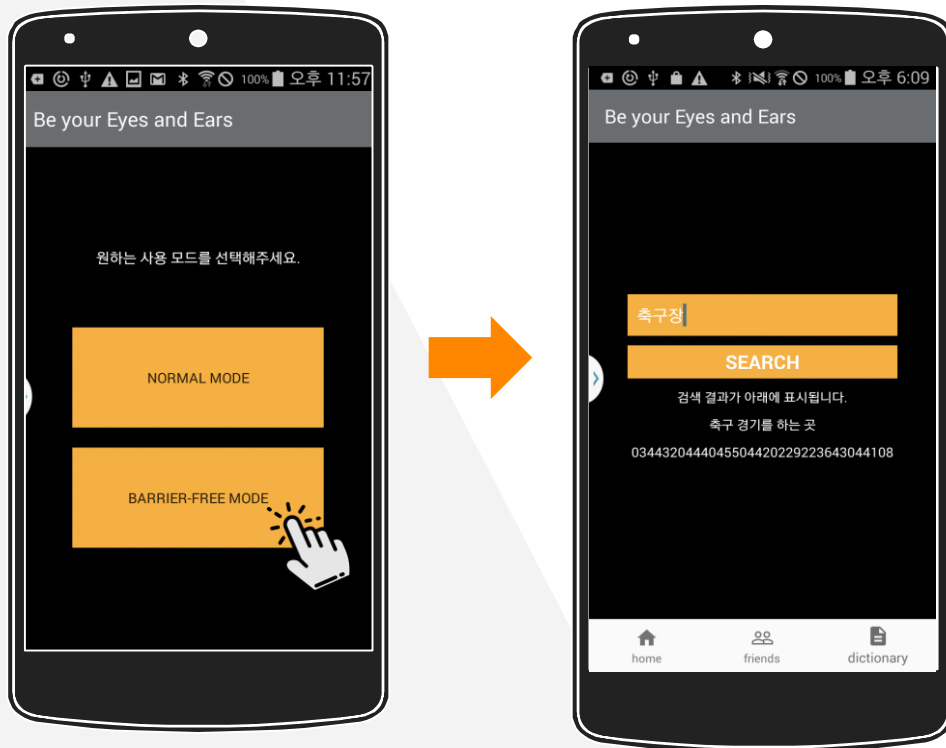 100% 오후 11:57
Be your Eyes and Ears
원하는 사용 모드를 선택해주세요.
NORMAL MODE
BARRIER-FREE MODE
100% 오후 6:09
Be your Eyes and Ears
축구장
SEARCH
검색 결과가 아래에 표시됩니다.
축구 경기를 하는 곳
034432044404550442022922364304410​8
home friends dictionary